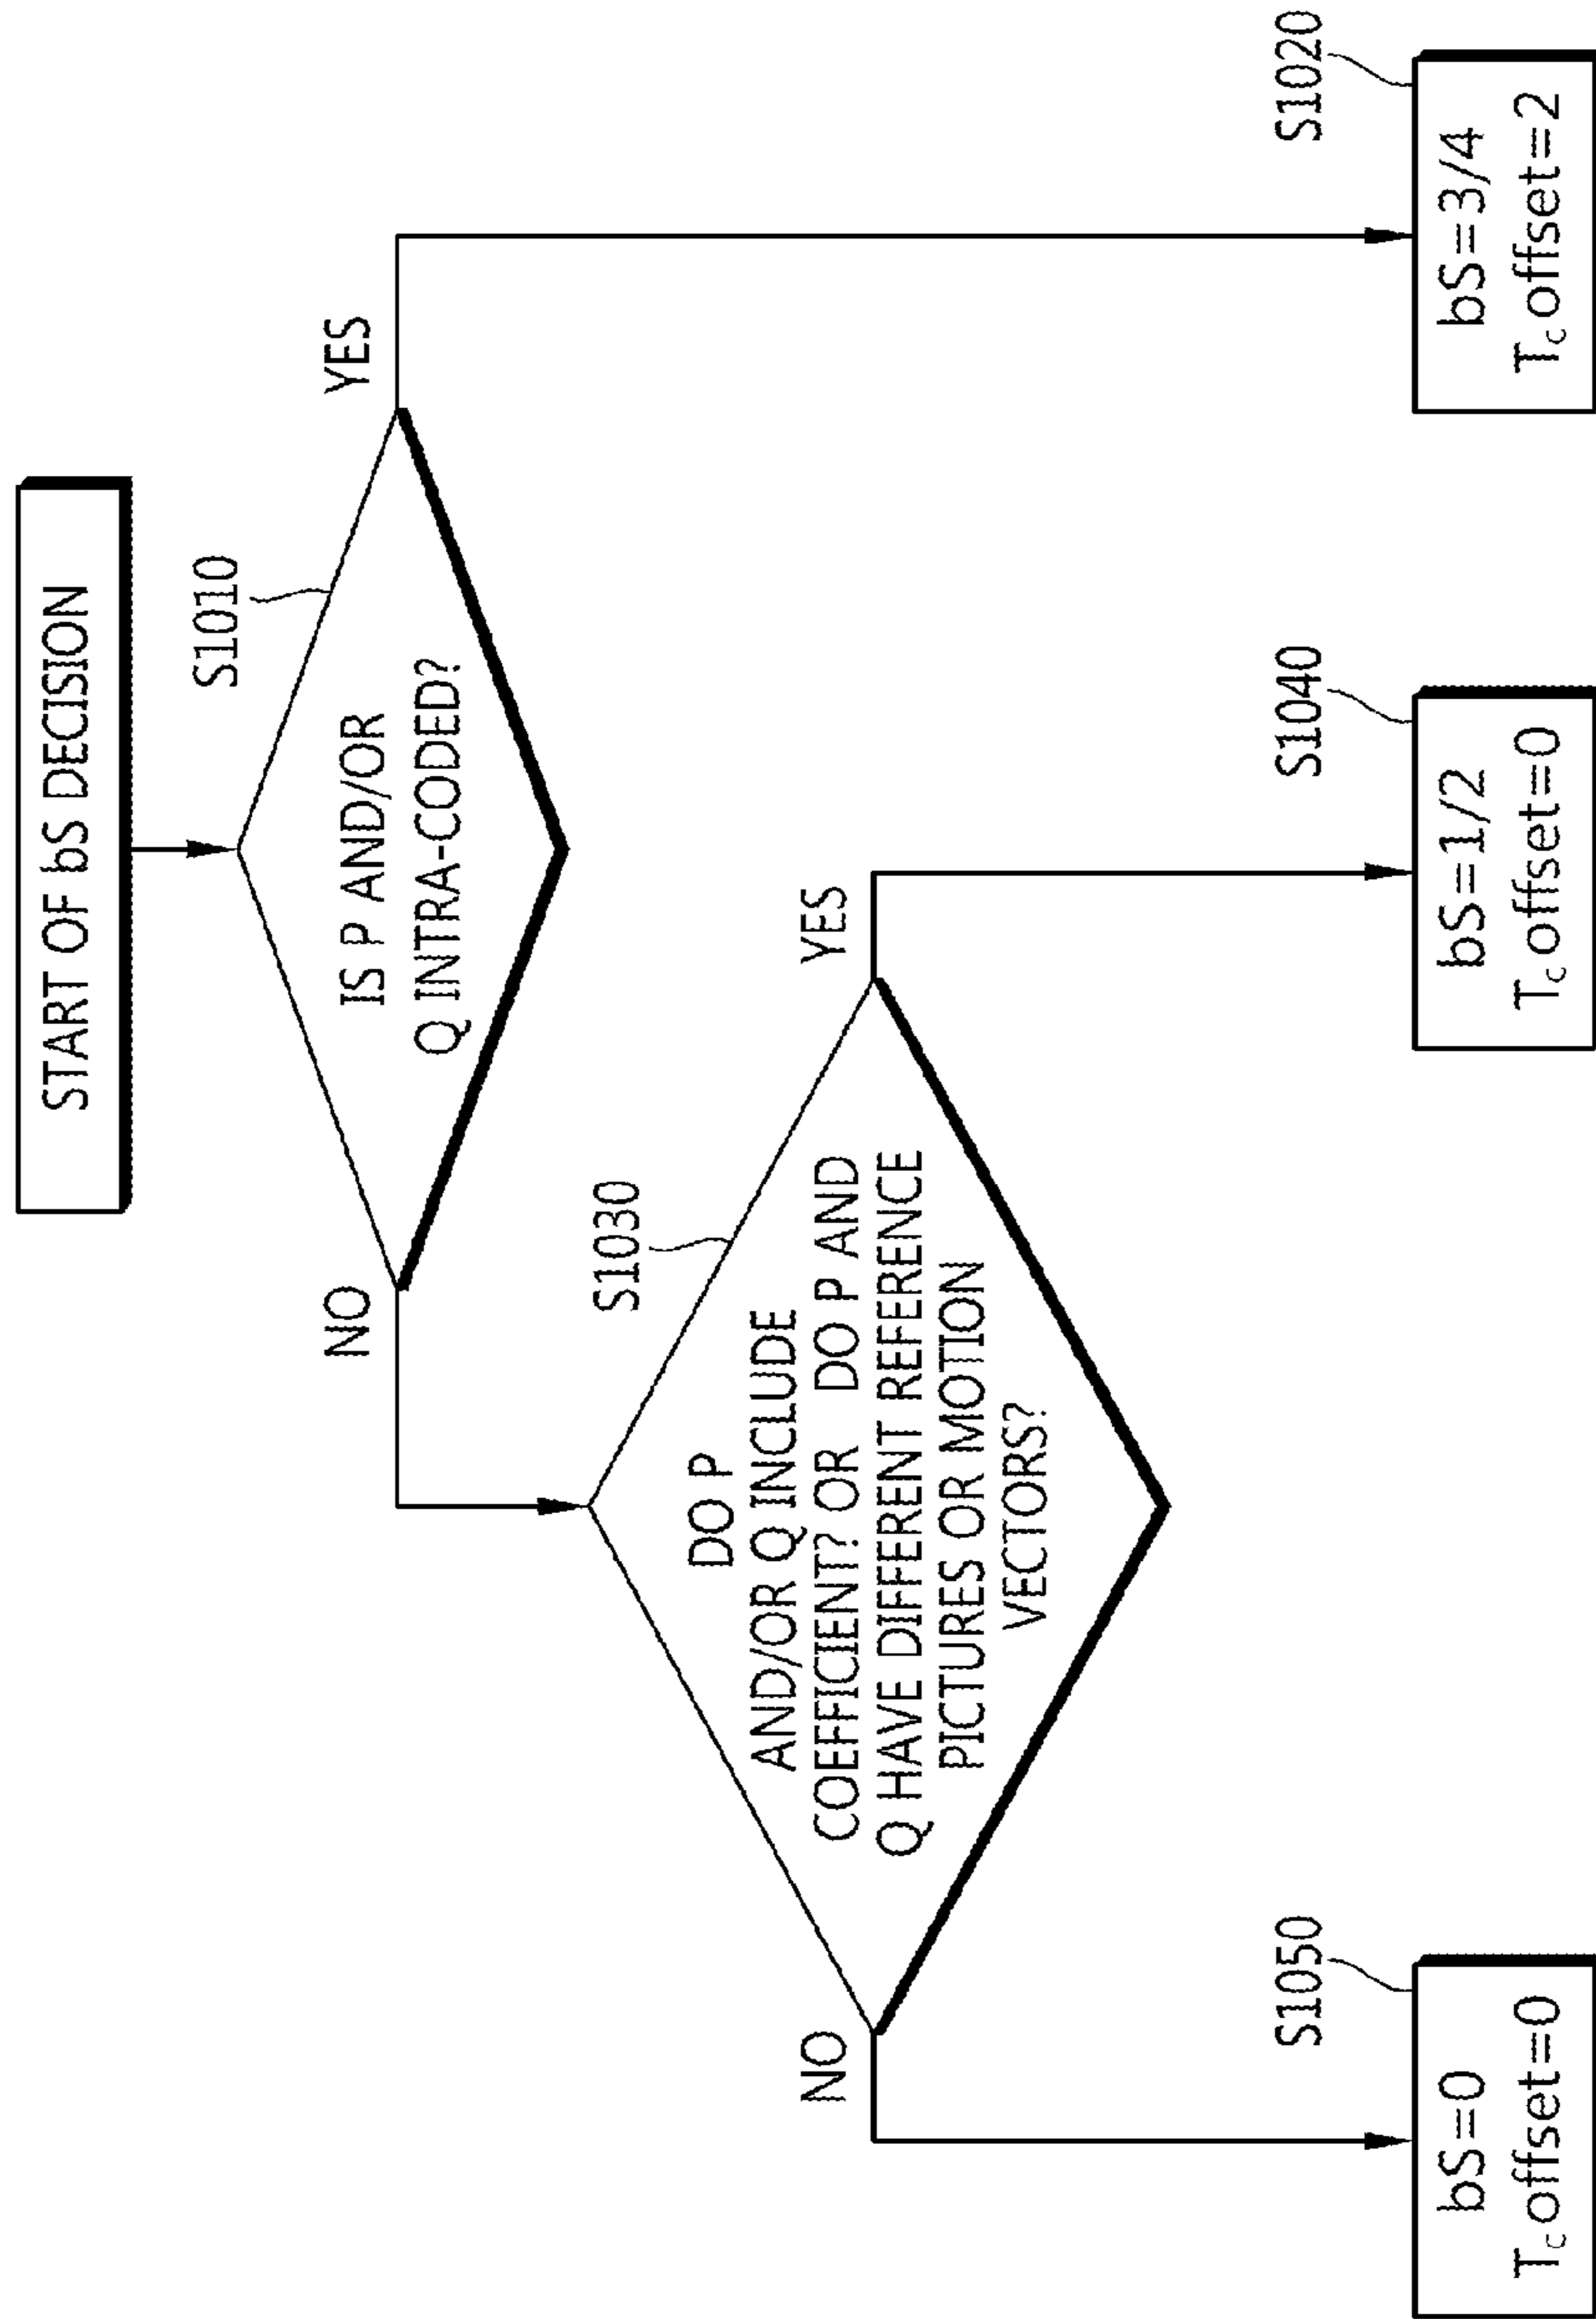 START OF bS DECISION
S1010
IS P AND/OR
Q INTRA-CODED?
NO
YES
S1030
DO P
AND/OR Q INCLUDE
COEFFICIENT? OR DO P AND
Q HAVE DIFFERENT REFERENCE
PICTURES OR MOTION
VECTORS?
NO
YES
S1050
bS=0
Tc offset=0
S1040
bS=1/2
Tc offset=0
S1020
bS=3/4
Tc offset=2